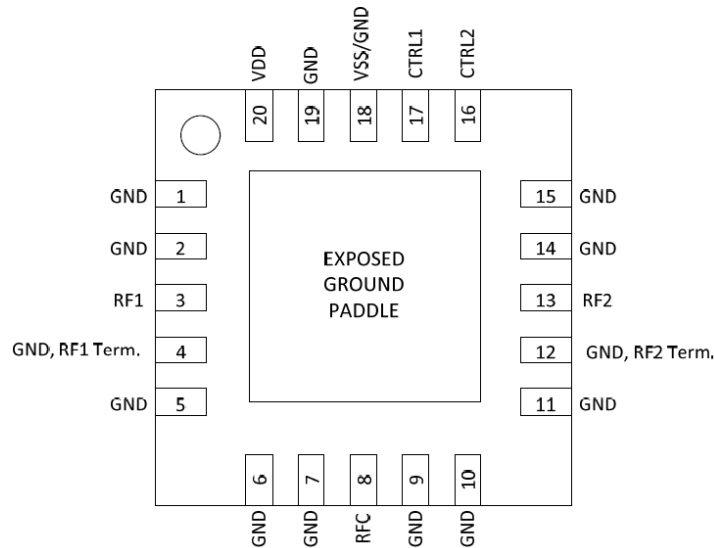 VDD
GND
VSS/GND
CTRL1
CTRL2
20
19
18
17
16
GND 1
15 GND
GND 2
14 GND
RF1 3
13 RF2
GND, RF1 Term. 4
12 GND, RF2 Term.
GND 5
11 GND
EXPOSED
GROUND
PADDLE
6
7
8
9
10
GND
GND
RFC
GND
GND